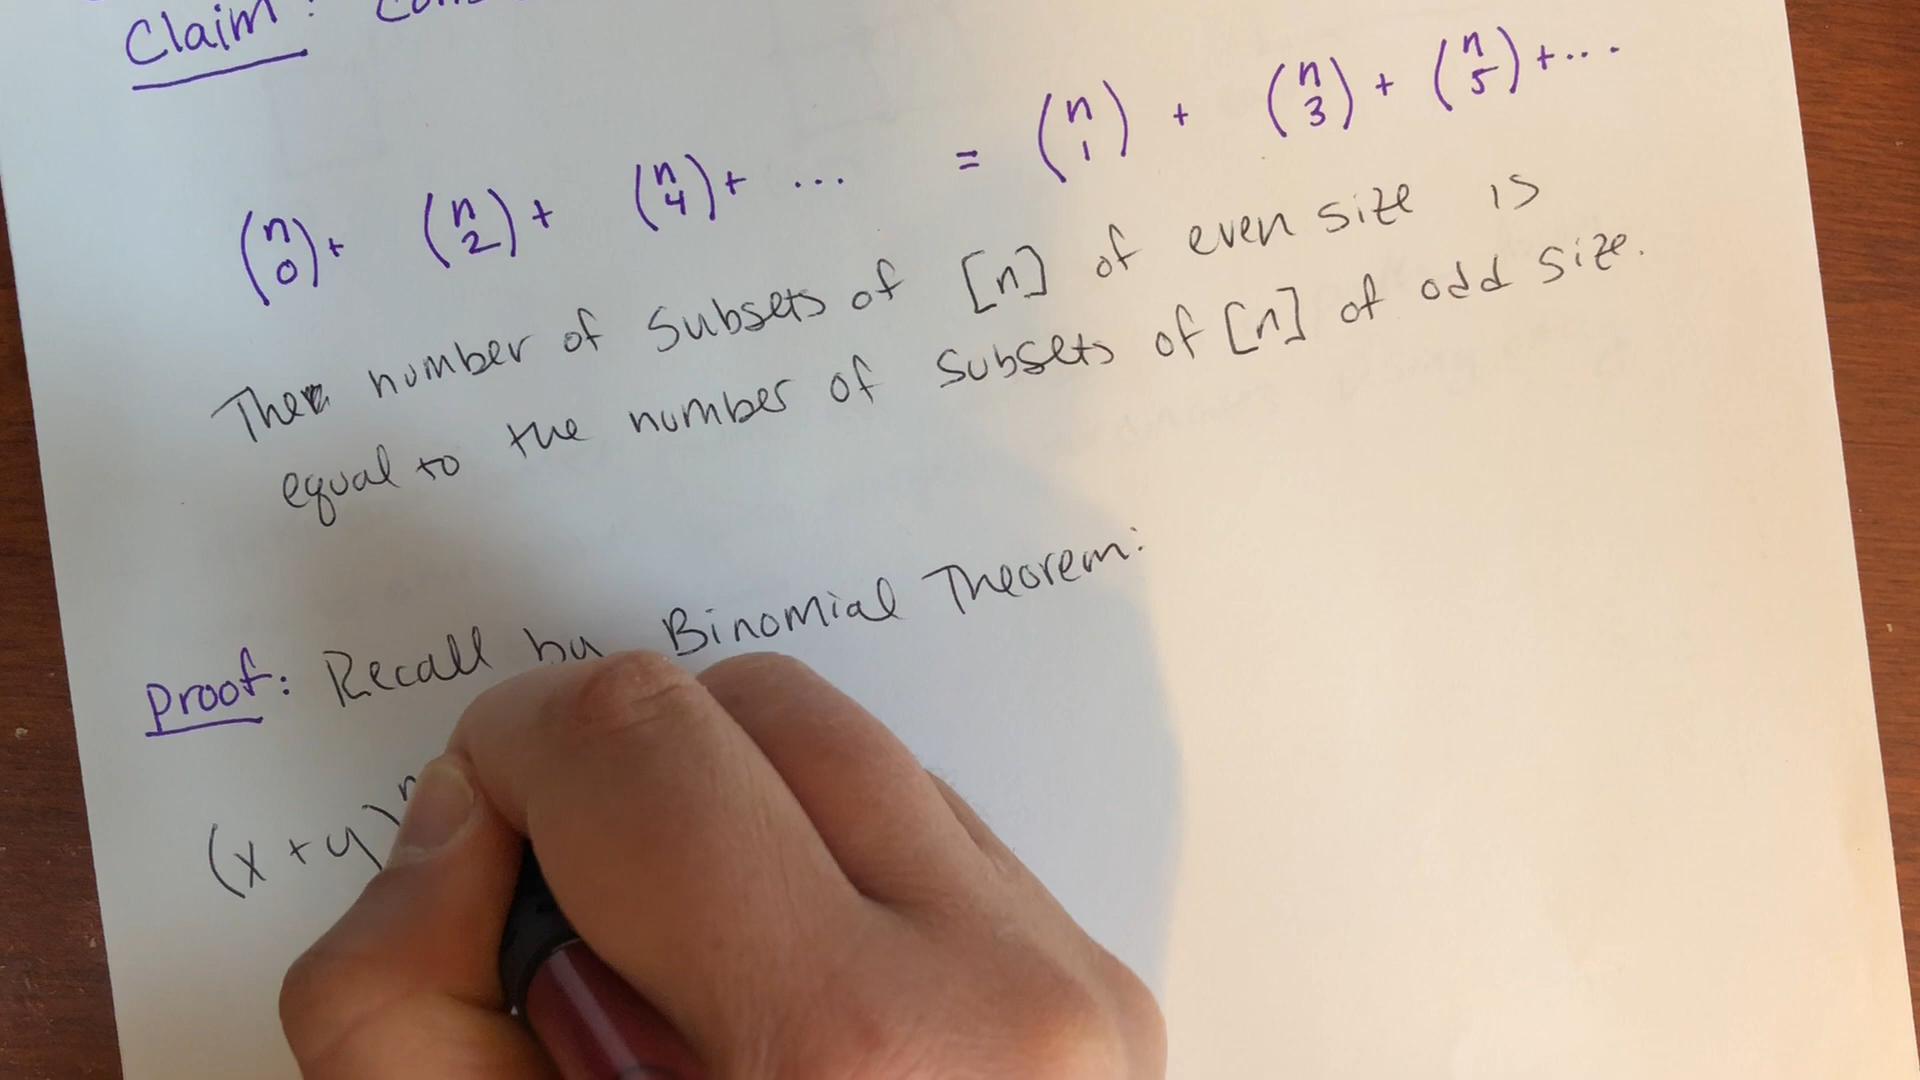 Claim:
(n 0) + (n 2) + (n 4) + ... = (n 1) + (n 3) + (n 5) + ...
The number of subsets of [n] of even size is
equal to the number of subsets of [n] of odd size.
Proof: Recall by Binomial Theorem:
(x + y)^n